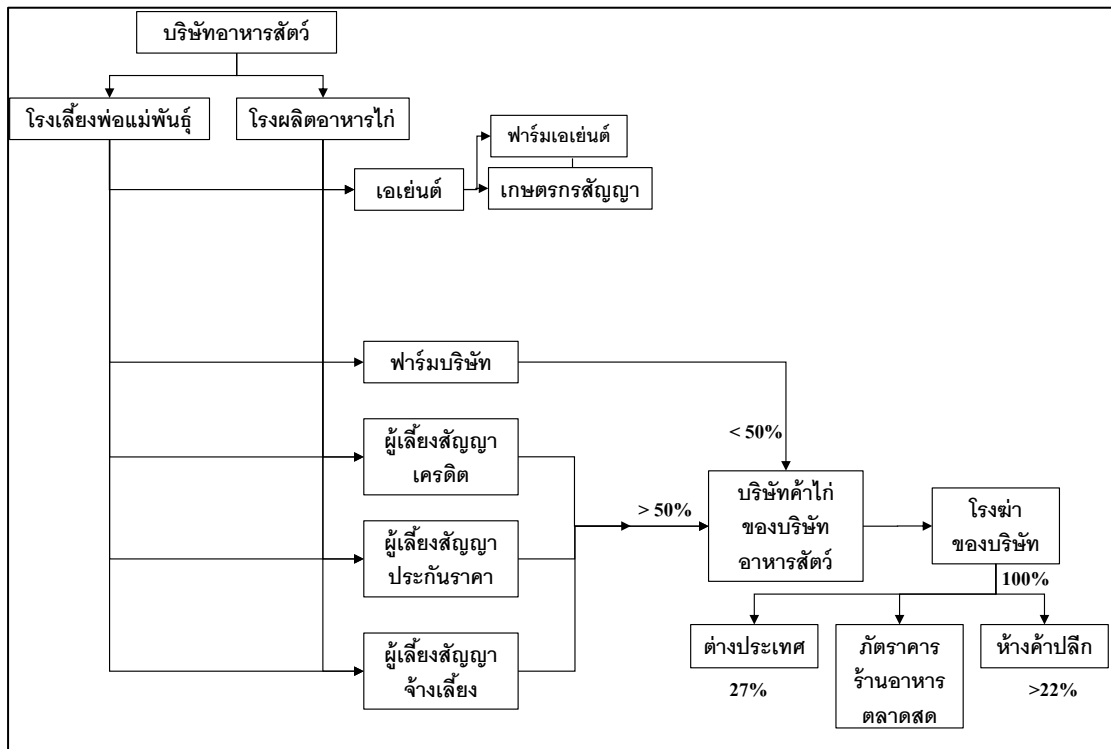 บริษัทอาหารสัตว์
โรงเลี้ยงพ่อแม่พันธุ์
โรงผลิตอาหารไก่
ฟาร์มเอเย่นต์
เอเย่นต์
เกษตรกรสัญญา
ฟาร์มบริษัท
< 50%
ผู้เลี้ยงสัญญา
เครดิต
> 50%
บริษัทค้าไก่
ของบริษัท
อาหารสัตว์
โรงฆ่า
ของบริษัท
ผู้เลี้ยงสัญญา
ประกันราคา
100%
ผู้เลี้ยงสัญญา
จ้างเลี้ยง
ต่างประเทศ
27%
ภัตราคาร
ร้านอาหาร
ตลาดสด
ห้างค้าปลีก
>22%